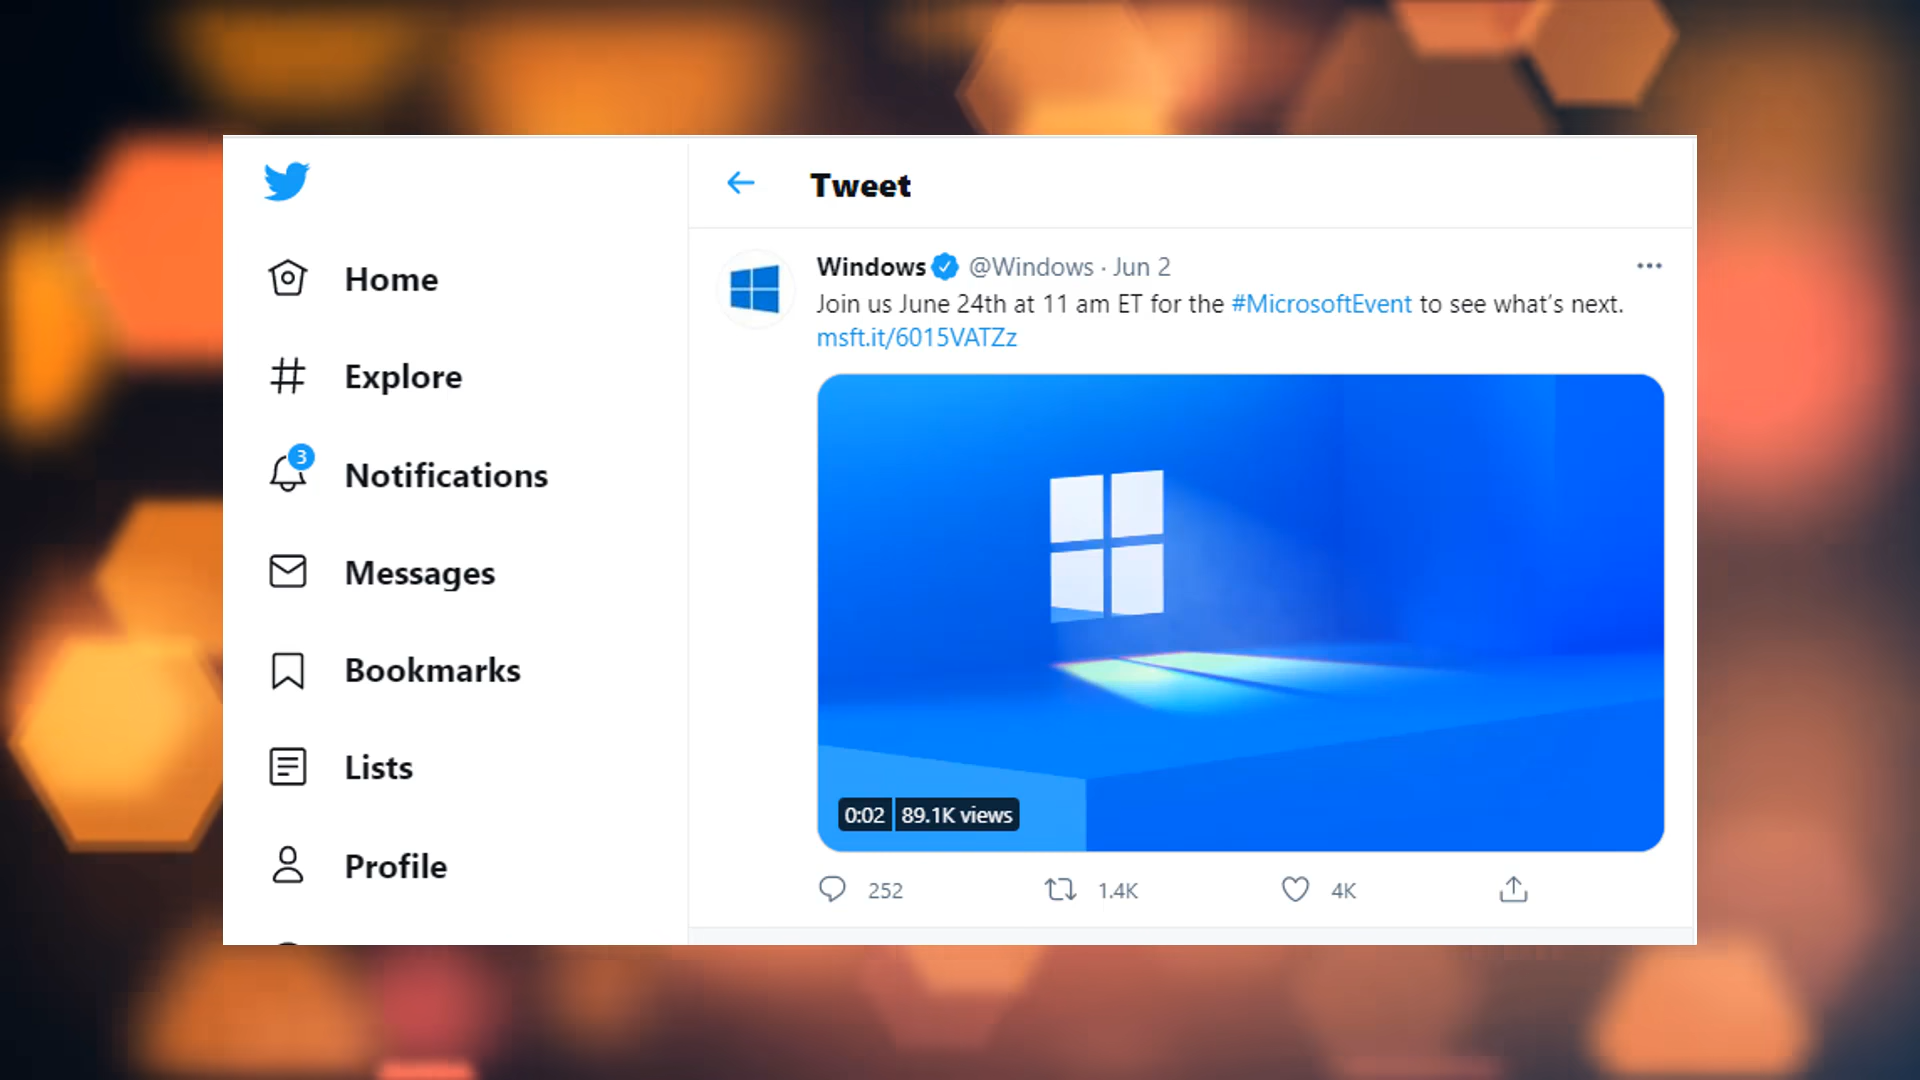 Tweet
Home
Explore
3
Notifications
Messages
Bookmarks
Lists
Profile
Windows @Windows · Jun 2
Join us June 24th at 11 am ET for the #MicrosoftEvent to see what's next.
msft.it/6015VATZz
0:02 89.1K views
252 1.4K 4K